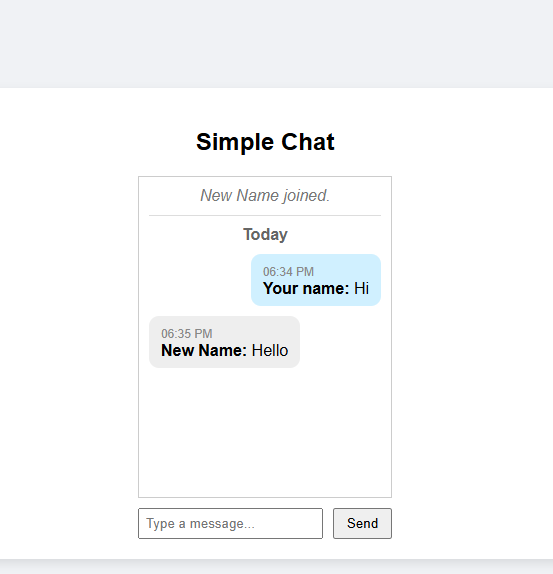 Simple Chat
New Name joined.
Today
06:34 PM
Your name: Hi
06:35 PM
New Name: Hello
Type a message...
Send